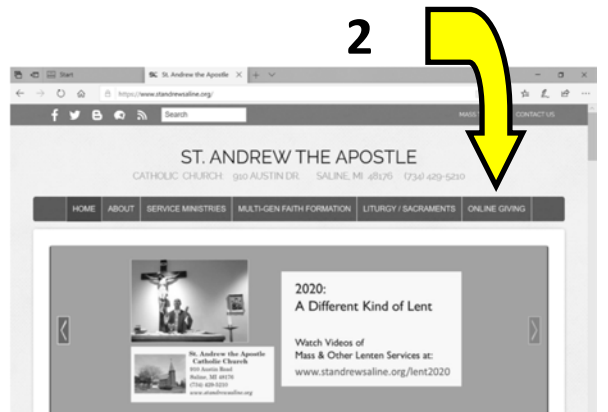 2
Start
St. Andrew the Apostle
https://www.standrewsaline.org/
Search
MASS
CONTACT US
ST. ANDREW THE APOSTLE
CATHOLIC CHURCH: 910 AUSTIN DR. SALINE, MI 48176 (734) 429-5210
HOME ABOUT SERVICE MINISTRIES MULTI-GEN FAITH FORMATION LITURGY / SACRAMENTS ONLINE GIVING
2020:
A Different Kind of Lent
Watch Videos of
Mass & Other Lenten Services at:
www.standrewsaline.org/lent2020
St. Andrew the Apostle
Catholic Church
910 Austin Road
Saline, MI 48176
(734) 429-5210
www.standrewsaline.org